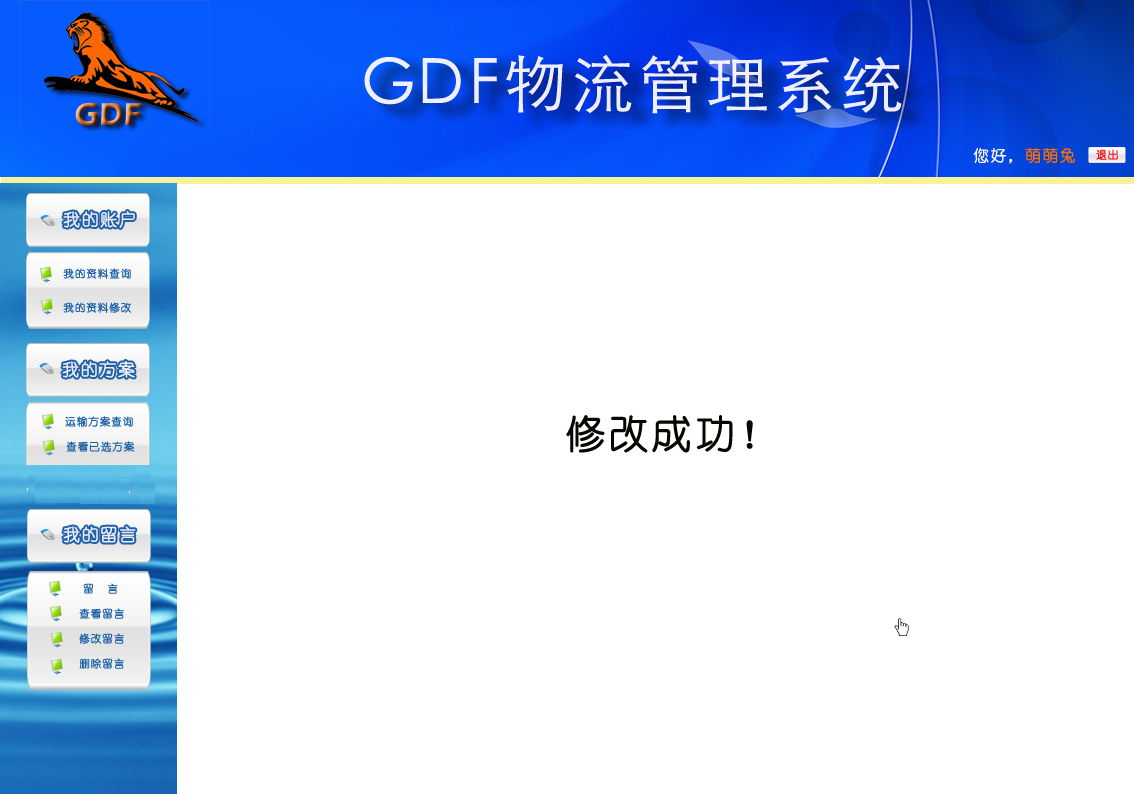 GDF
GDF物流管理系统
您好，萌萌兔 退出
我的账户
我的资料查询
我的资料修改
我的方案
运输方案查询
查看已选方案
修改成功！
我的留言
留 言
查看留言
修改留言
删除留言